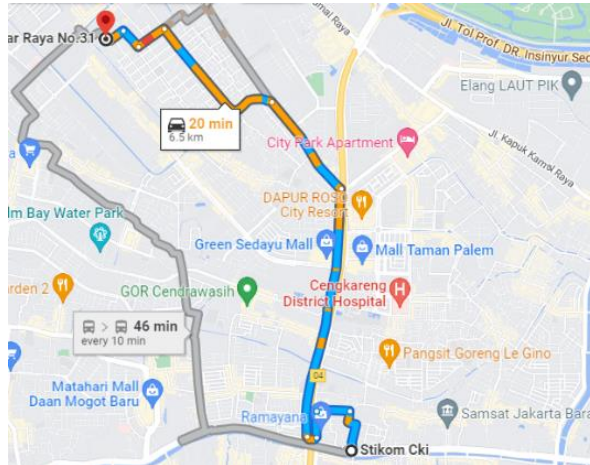 ar Raya No.31
Jl. Tol Prof. DR. Insinyur Sec
Elang LAUT PIK
20 min
6.5 km
City Park Apartment
Jl. Kapuk Kamal Raya
DAPUR ROSO
City Resort
lm Bay Water Park
Green Sedayu Mall
Mall Taman Palem
arden 2
GOR Cendrawasih
Cengkareng
District Hospital
46 min
every 10 min
Pangsit Goreng Le Gino
Matahari Mall
Daan Mogot Baru
Ramayana
Samsat Jakarta Bara
Stikom Cki